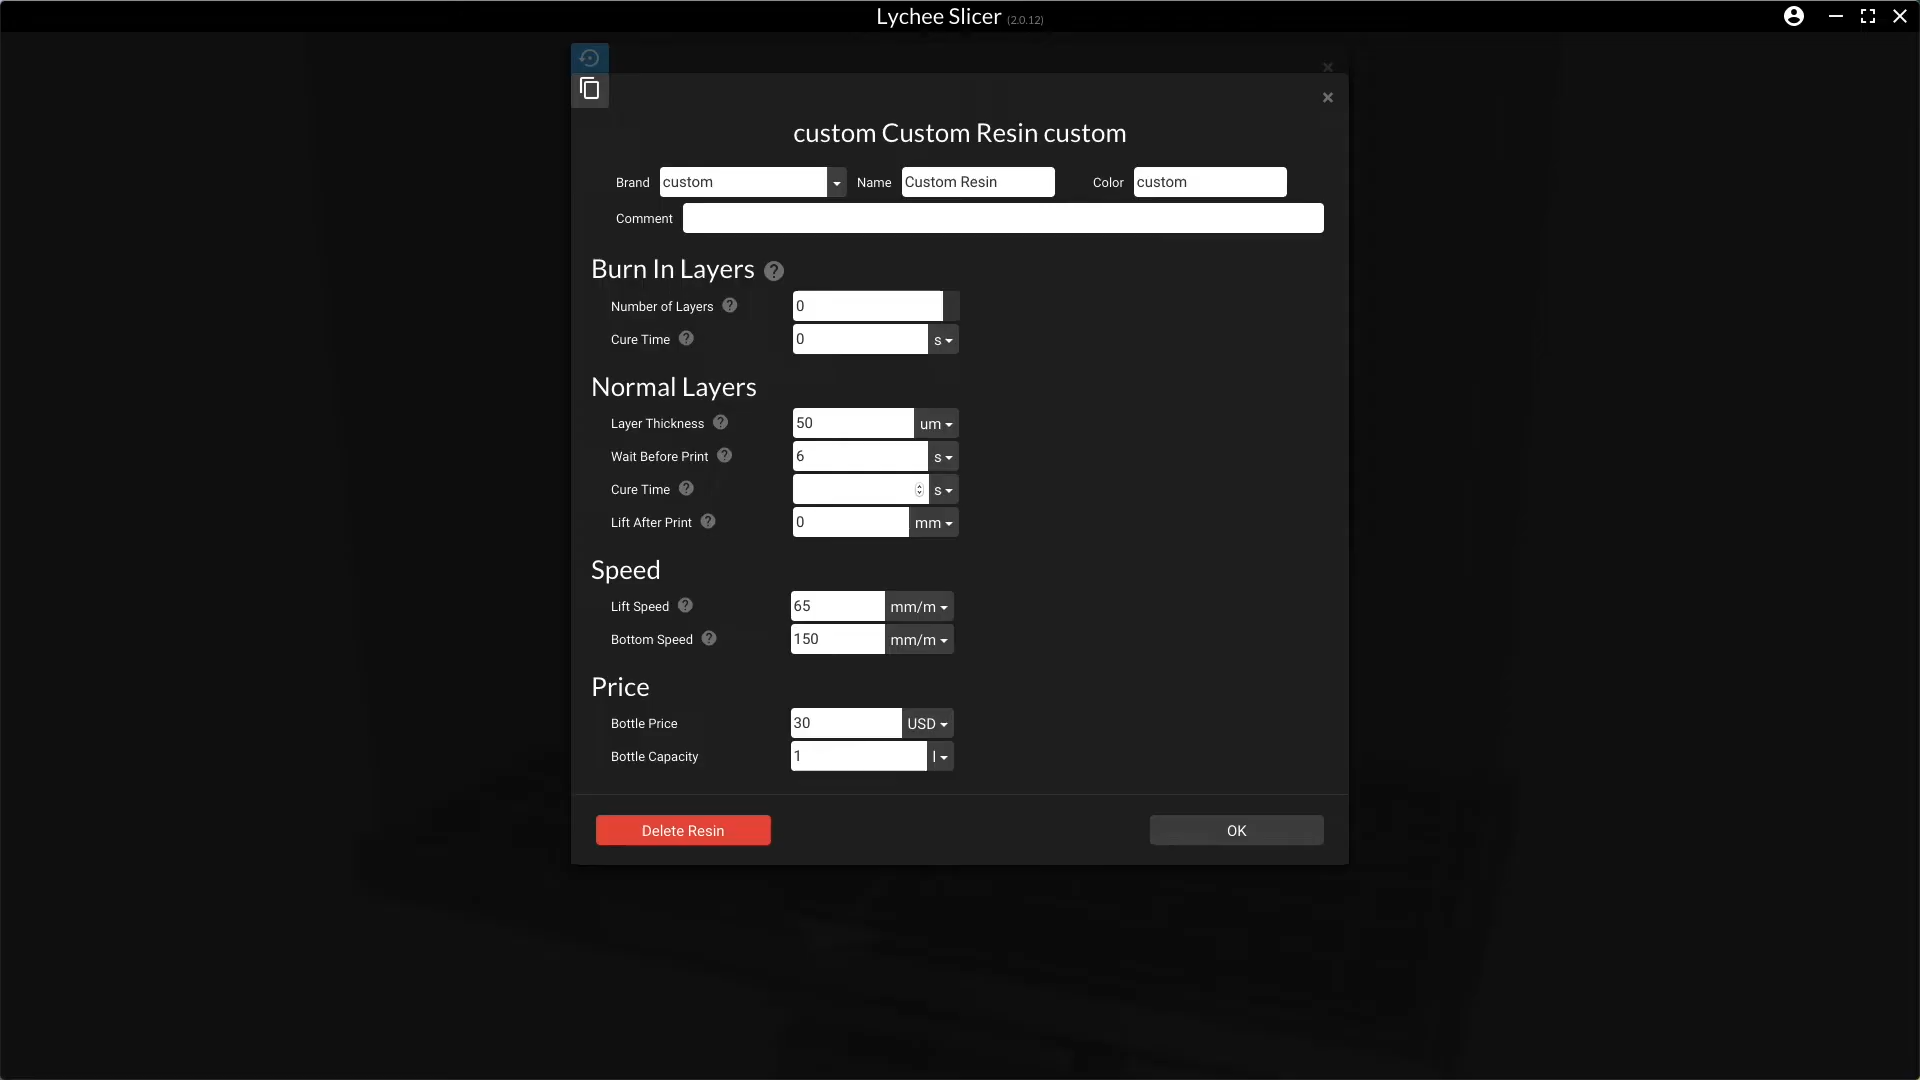 Lychee Slicer (2.0.12)
custom Custom Resin custom
Brand custom Name Custom Resin Color custom
Comment
Burn In Layers ?
Number of Layers ? 0
Cure Time ? 0 s
Normal Layers
Layer Thickness ? 50 um
Wait Before Print ? 6 s
Cure Time ? s
Lift After Print ? 0 mm
Speed
Lift Speed ? 65 mm/m
Bottom Speed ? 150 mm/m
Price
Bottle Price 30 USD
Bottle Capacity 1 l
Delete Resin OK